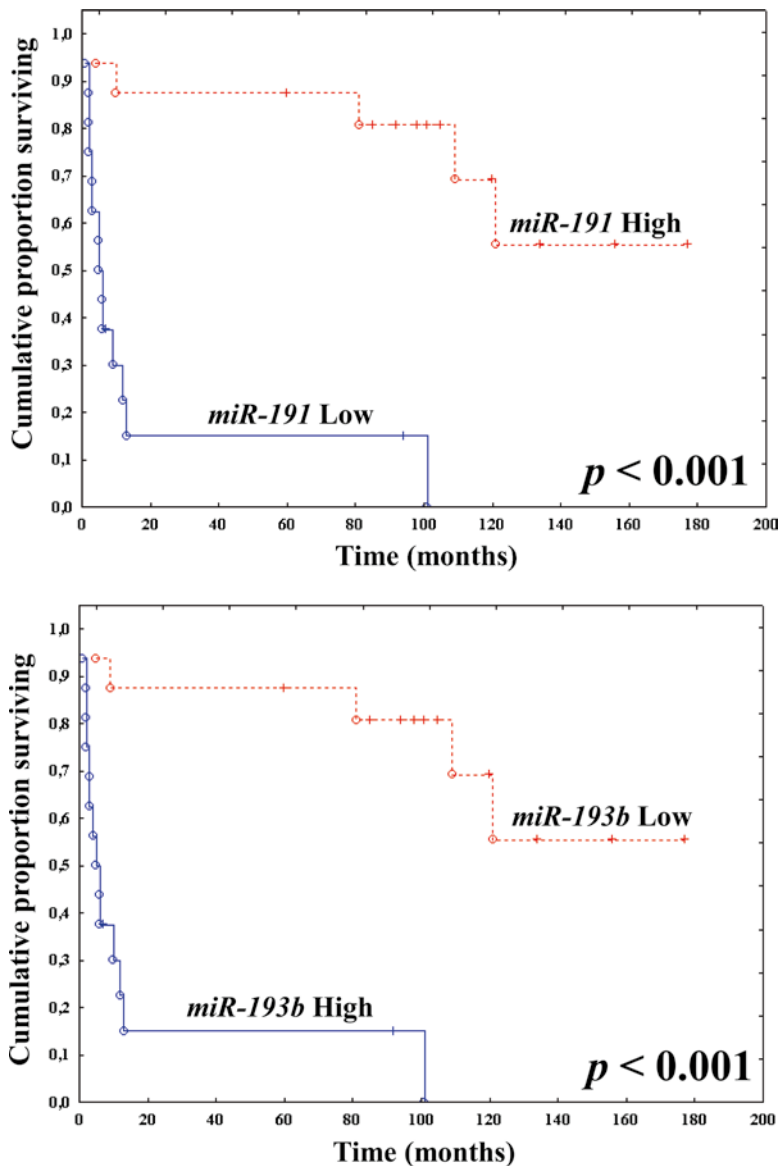 Cumulative proportion surviving
1,0
0,9
0,8
0,7
0,6
0,5
0,4
0,3
0,2
0,1
0,0
miR-191 High
miR-191 Low
p < 0.001
0 20 40 60 80 100 120 140 160 180 200
Time (months)
Cumulative proportion surviving
1,0
0,9
0,8
0,7
0,6
0,5
0,4
0,3
0,2
0,1
0,0
miR-193b Low
miR-193b High
p < 0.001
0 20 40 60 80 100 120 140 160 180 200
Time (months)